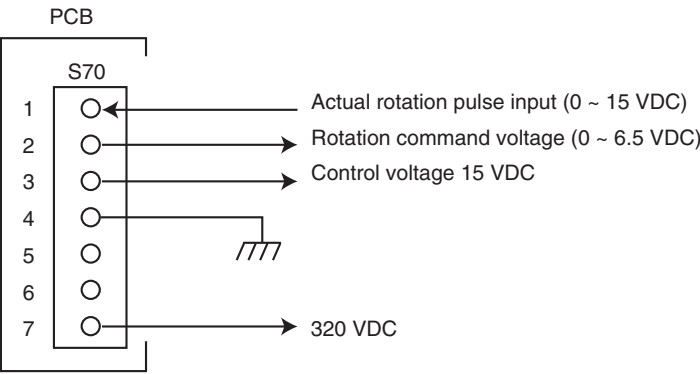 PCB
S70
1 Actual rotation pulse input (0 ~ 15 VDC)
2 Rotation command voltage (0 ~ 6.5 VDC)
3 Control voltage 15 VDC
4
5
6
7 320 VDC